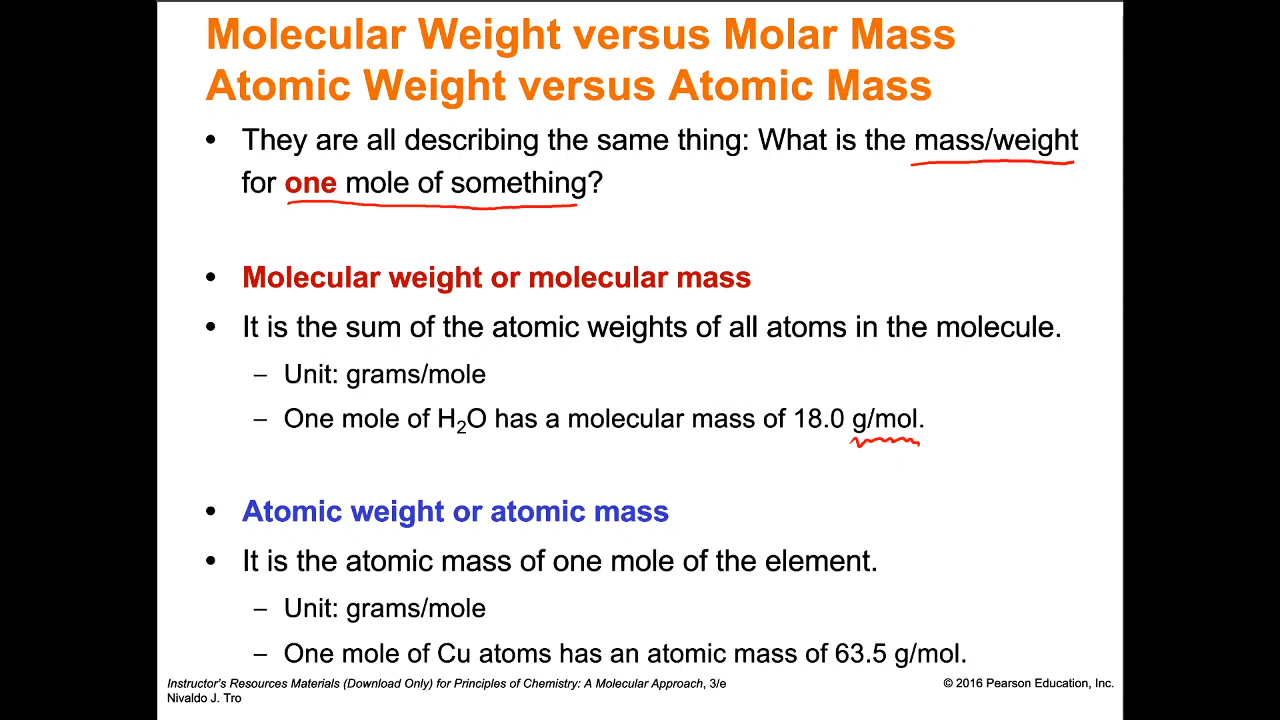 Molecular Weight versus Molar Mass
Atomic Weight versus Atomic Mass
• They are all describing the same thing: What is the mass/weight
for one mole of something?
• Molecular weight or molecular mass
• It is the sum of the atomic weights of all atoms in the molecule.
– Unit: grams/mole
– One mole of H₂O has a molecular mass of 18.0 g/mol.
• Atomic weight or atomic mass
• It is the atomic mass of one mole of the element.
– Unit: grams/mole
– One mole of Cu atoms has an atomic mass of 63.5 g/mol.
Instructor's Resources Materials (Download Only) for Principles of Chemistry: A Molecular Approach, 3/e
Nivaldo J. Tro
© 2016 Pearson Education, Inc.